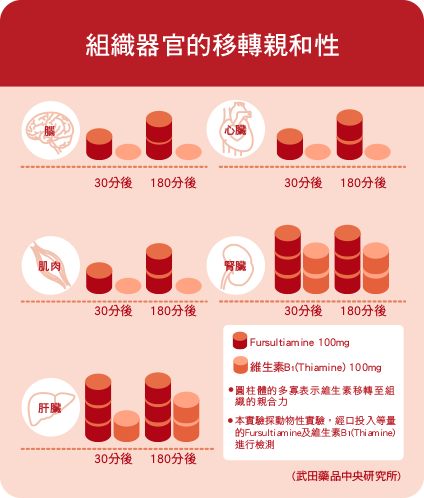 組織器官的移轉親和性
腦
30分後 180分後
心臟
30分後 180分後
肌肉
30分後 180分後
腎臟
30分後 180分後
肝臟
30分後 180分後
Fursultiamine 100mg
維生素B1(Thiamine) 100mg
●圓柱體的多寡表示維生素移轉至組
織的親合力
●本實驗採動物性實驗，經口投入等量
的Fursultiamine及維生素B1(Thiamine)
進行檢測
(武田藥品中央研究所)